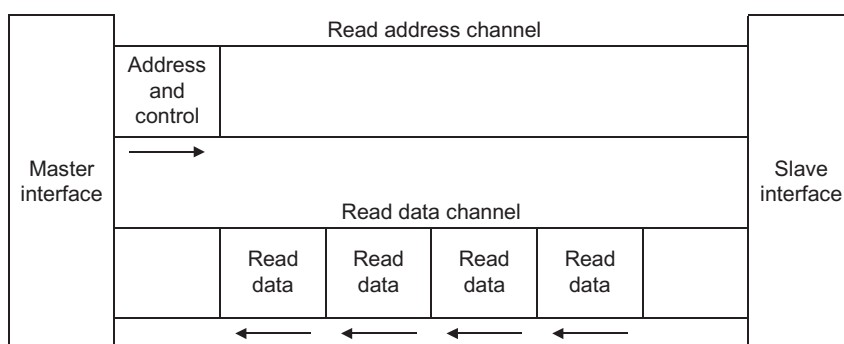 Read address channel
Address
and
control
Master
interface
Slave
interface
Read data channel
Read
data
Read
data
Read
data
Read
data